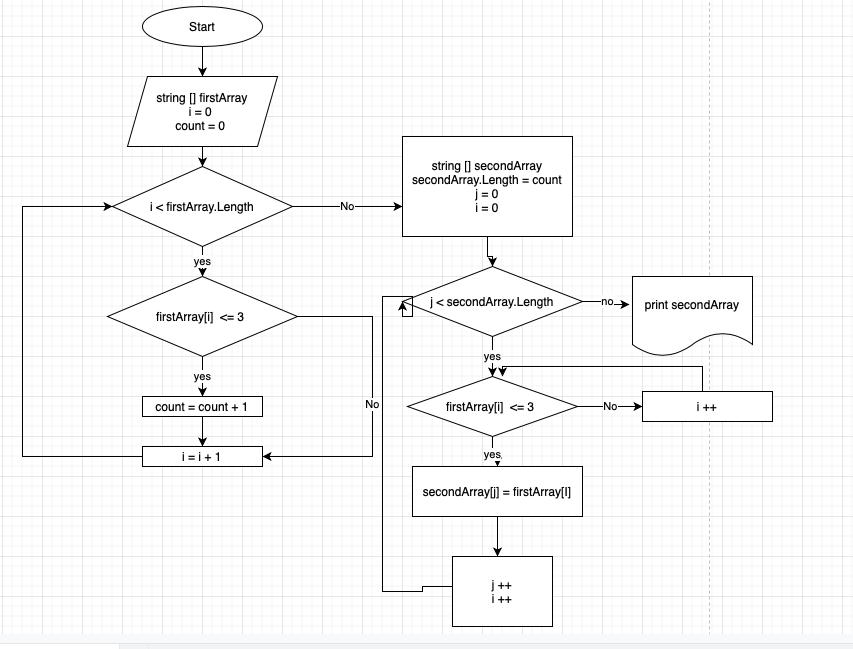 Start
string [] firstArray
i = 0
count = 0
i < firstArray.Length
No
yes
firstArray[i]  <= 3
yes
No
count = count + 1
i = i + 1
string [] secondArray
secondArray.Length = count
j = 0
i = 0
j < secondArray.Length
no
print secondArray
yes
firstArray[i]  <= 3
No
i ++
yes
secondArray[j] = firstArray[I]
j ++
i ++